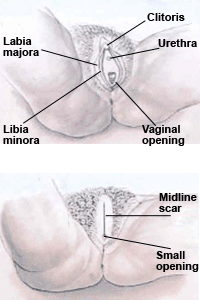 Clitoris
Labia
majora
Urethra
Libia
minora
Vaginal
opening
Midline
scar
Small
opening